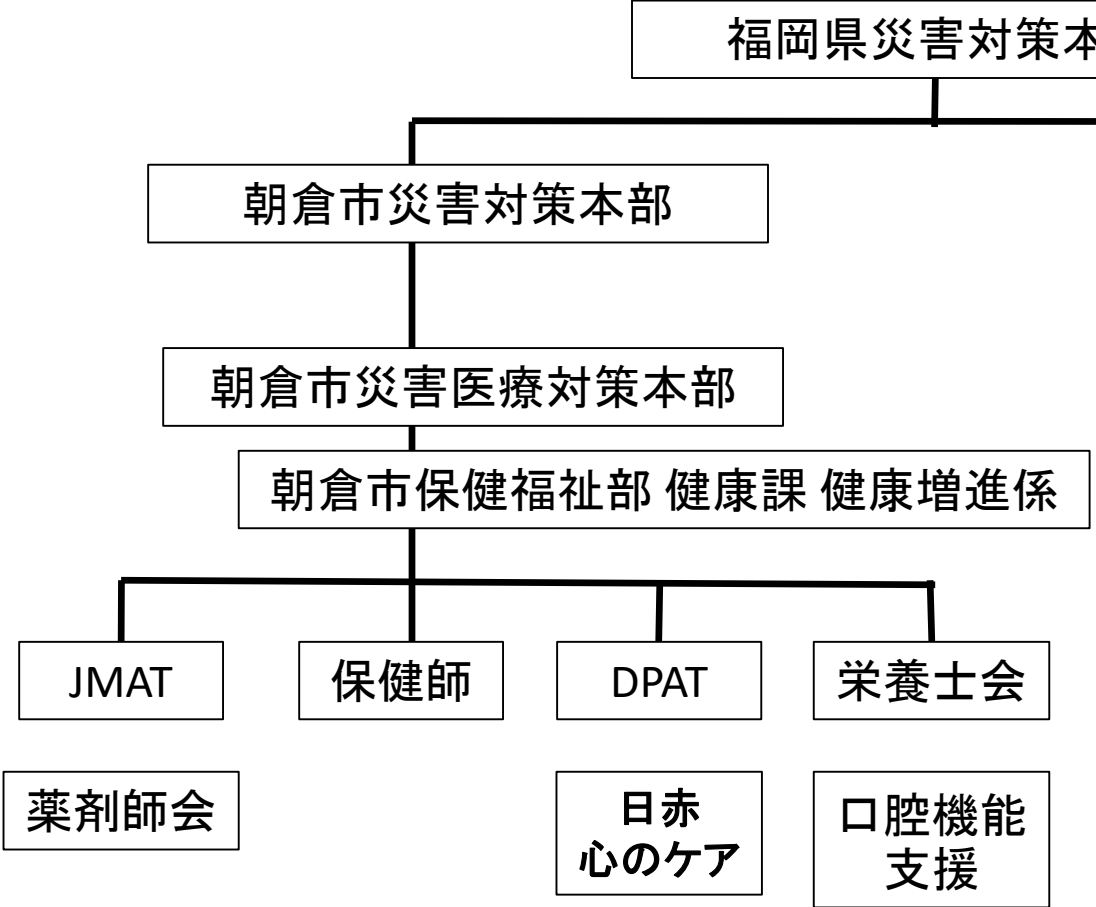 福岡県災害対策本
朝倉市災害対策本部
朝倉市災害医療対策本部
朝倉市保健福祉部 健康課 健康増進係
JMAT
保健師
DPAT
栄養士会
薬剤師会
日赤
心のケア
口腔機能
支援